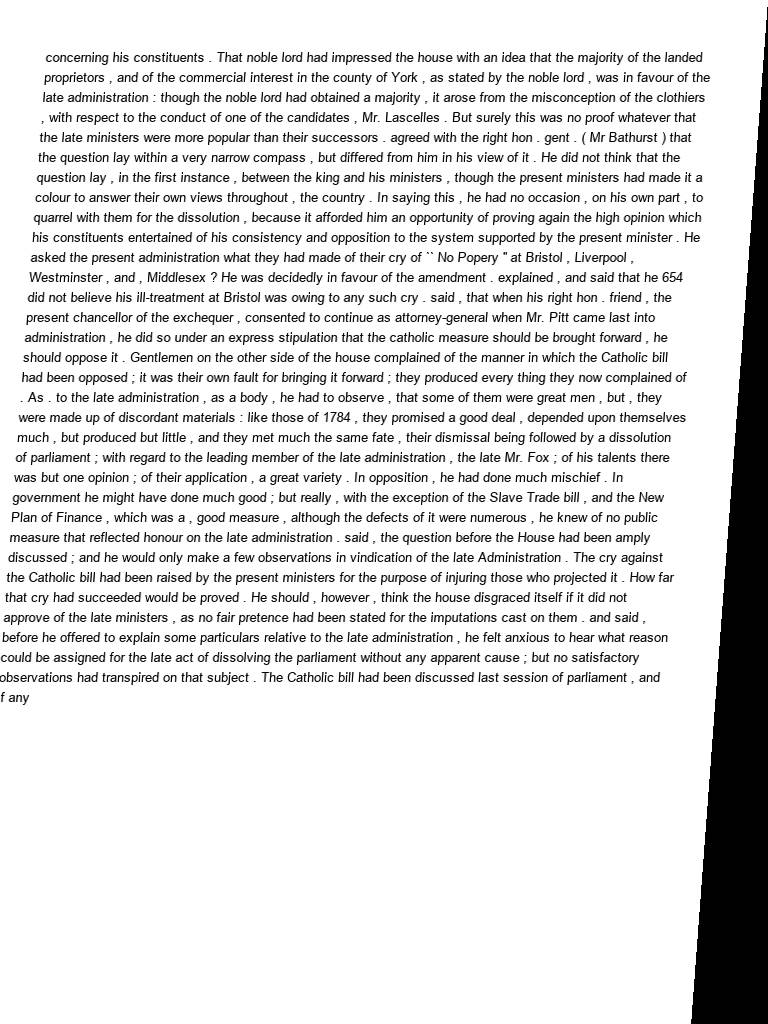 concerning his constituents . That noble lord had impressed the house with an idea that the majority of the landed
proprietors , and of the commercial interest in the county of York , as stated by the noble lord , was in favour of the
late administration : though the noble lord had obtained a majority , it arose from the misconception of the clothiers
, with respect to the conduct of one of the candidates , Mr. Lascelles . But surely this was no proof whatever that
the late ministers were more popular than their successors . agreed with the right hon . gent . ( Mr Bathurst ) that
the question lay within a very narrow compass , but differed from him in his view of it . He did not think that the
question lay , in the first instance , between the king and his ministers , though the present ministers had made it a
colour to answer their own views throughout , the country . In saying this , he had no occasion , on his own part , to
quarrel with them for the dissolution , because it afforded him an opportunity of proving again the high opinion which
his constituents entertained of his consistency and opposition to the system supported by the present minister . He
asked the present administration what they had made of their cry of `` No Popery " at Bristol , Liverpool ,
Westminster , and , Middlesex ? He was decidedly in favour of the amendment . explained , and said that he 654
did not believe his ill-treatment at Bristol was owing to any such cry . said , that when his right hon . friend , the
present chancellor of the exchequer , consented to continue as attorney-general when Mr. Pitt came last into
administration , he did so under an express stipulation that the catholic measure should be brought forward , he
should oppose it . Gentlemen on the other side of the house complained of the manner in which the Catholic bill
had been opposed ; it was their own fault for bringing it forward ; they produced every thing they now complained of
. As . to the late administration , as a body , he had to observe , that some of them were great men , but , they
were made up of discordant materials : like those of 1784 , they promised a good deal , depended upon themselves
much , but produced but little , and they met much the same fate , their dismissal being followed by a dissolution
of parliament ; with regard to the leading member of the late administration , the late Mr. Fox ; of his talents there
was but one opinion ; of their application , a great variety . In opposition , he had done much mischief . In
government he might have done much good ; but really , with the exception of the Slave Trade bill , and the New
Plan of Finance , which was a , good measure , although the defects of it were numerous , he knew of no public
measure that reflected honour on the late administration . said , the question before the House had been amply
discussed ; and he would only make a few observations in vindication of the late Administration . The cry against
the Catholic bill had been raised by the present ministers for the purpose of injuring those who projected it . How far
that cry had succeeded would be proved . He should , however , think the house disgraced itself if it did not
approve of the late ministers , as no fair pretence had been stated for the imputations cast on them . and said ,
before he offered to explain some particulars relative to the late administration , he felt anxious to hear what reason
could be assigned for the late act of dissolving the parliament without any apparent cause ; but no satisfactory
observations had transpired on that subject . The Catholic bill had been discussed last session of parliament , and
f any